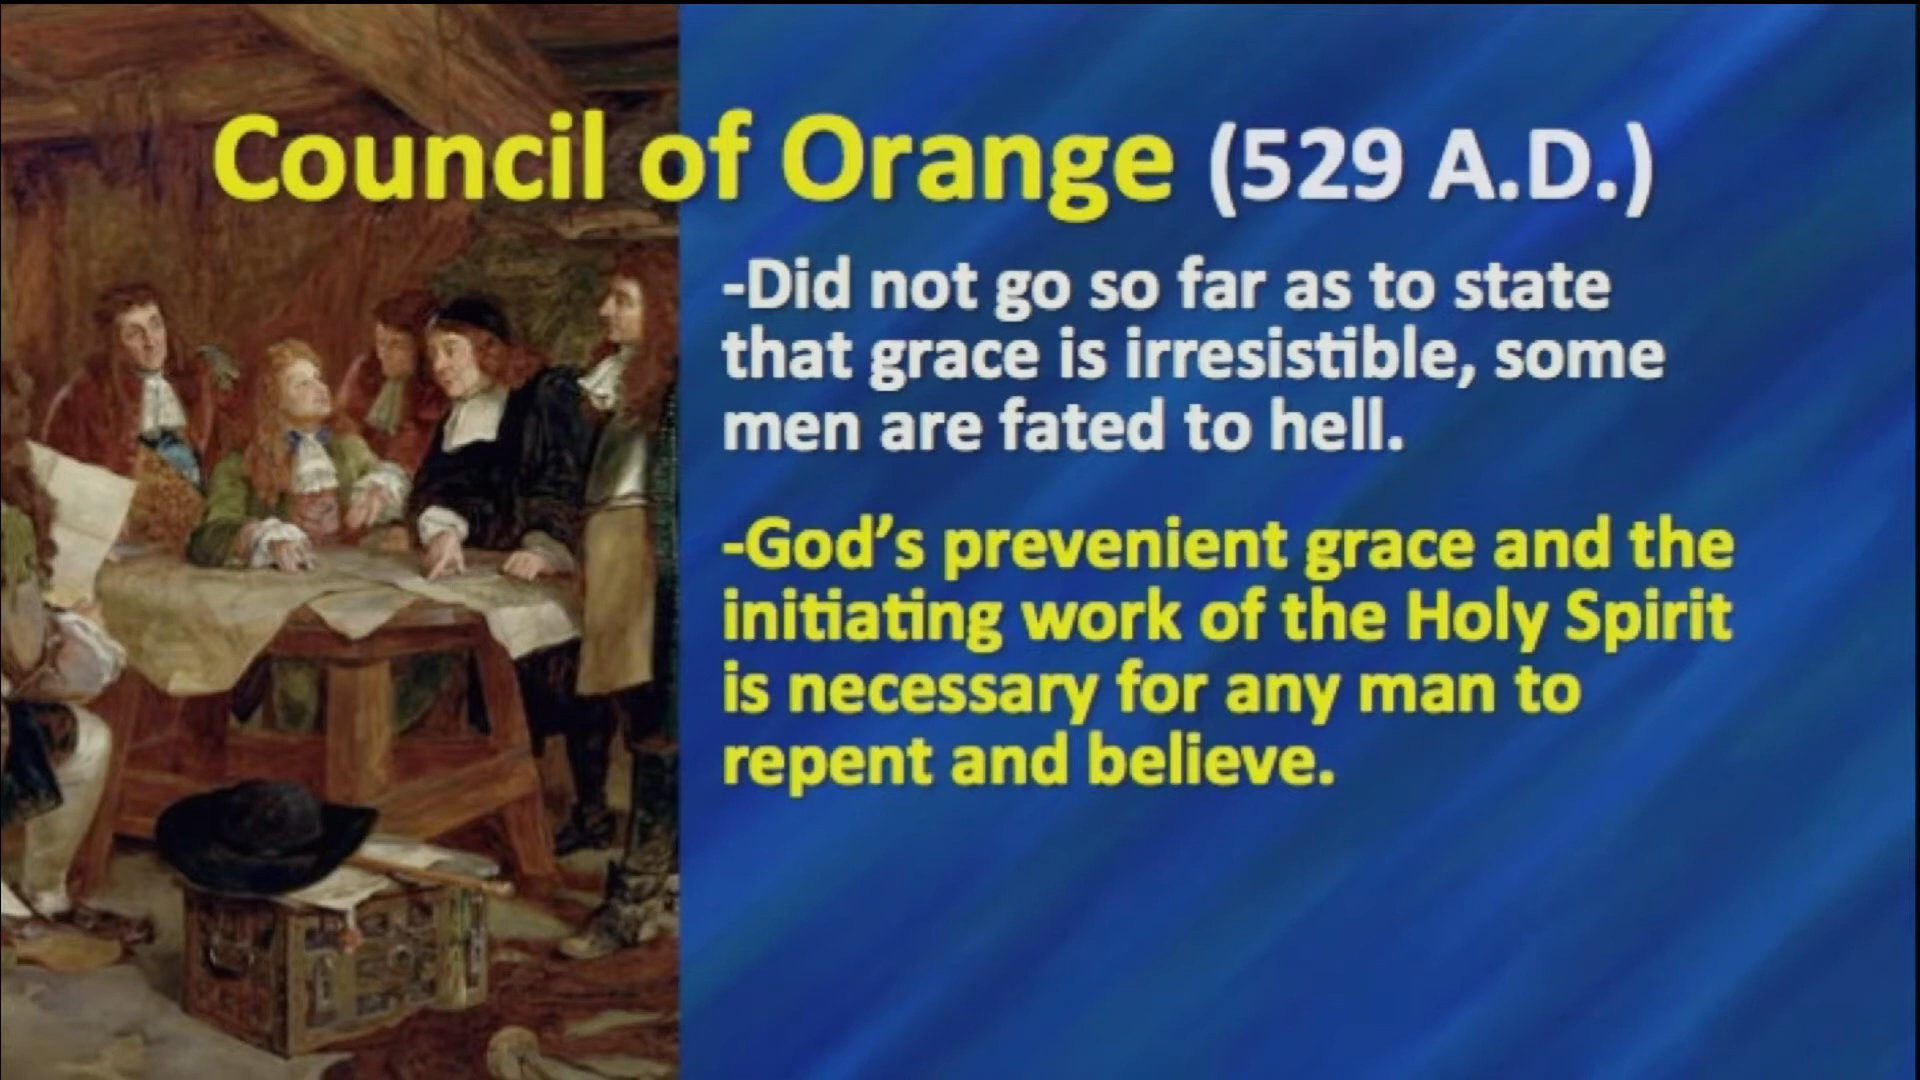 Council of Orange (529 A.D.)
-Did not go so far as to state
that grace is irresistible, some
men are fated to hell.
-God’s prevenient grace and the
initiating work of the Holy Spirit
is necessary for any man to
repent and believe.